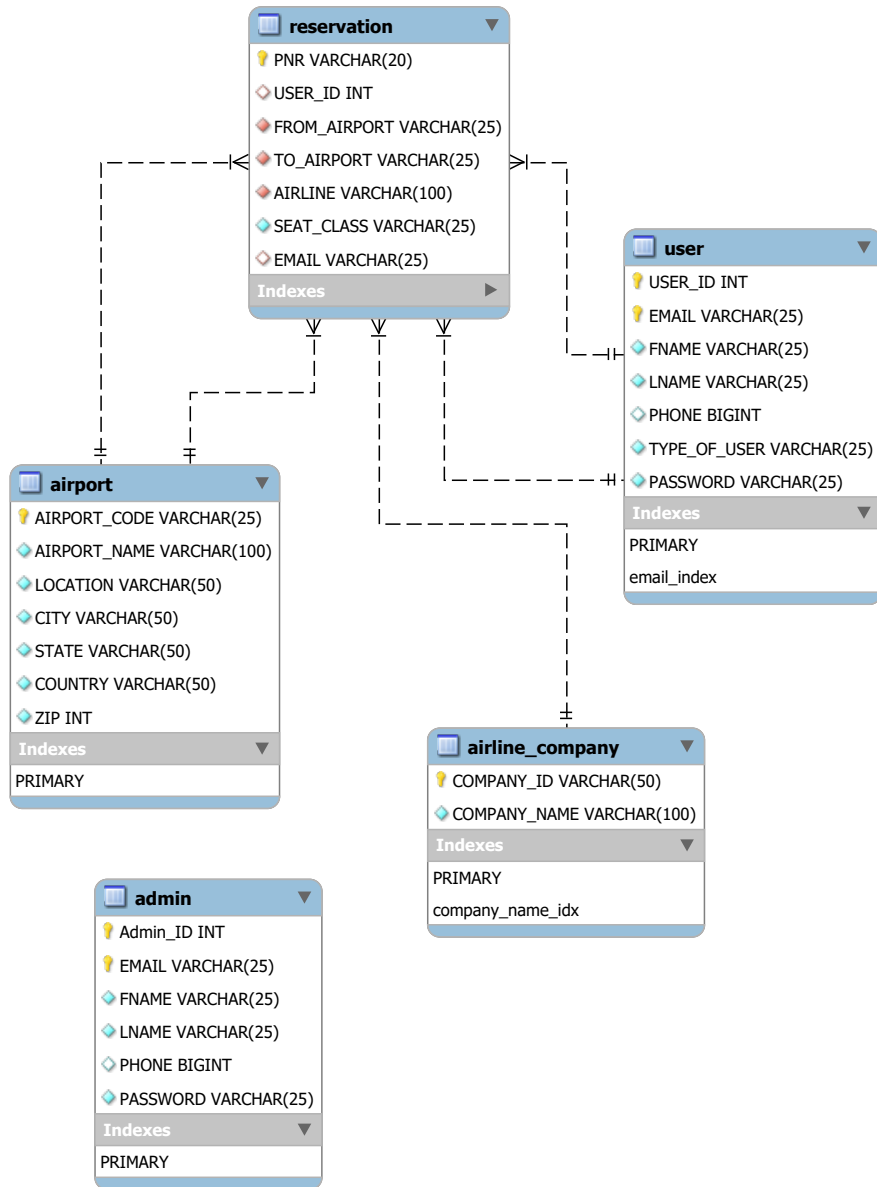 reservation
PNR VARCHAR(20)
USER_ID INT
FROM_AIRPORT VARCHAR(25)
TO_AIRPORT VARCHAR(25)
AIRLINE VARCHAR(100)
SEAT_CLASS VARCHAR(25)
EMAIL VARCHAR(25)
Indexes
user
USER_ID INT
EMAIL VARCHAR(25)
FNAME VARCHAR(25)
LNAME VARCHAR(25)
PHONE BIGINT
TYPE_OF_USER VARCHAR(25)
PASSWORD VARCHAR(25)
Indexes
PRIMARY
email_index
airport
AIRPORT_CODE VARCHAR(25)
AIRPORT_NAME VARCHAR(100)
LOCATION VARCHAR(50)
CITY VARCHAR(50)
STATE VARCHAR(50)
COUNTRY VARCHAR(50)
ZIP INT
Indexes
PRIMARY
airline_company
COMPANY_ID VARCHAR(50)
COMPANY_NAME VARCHAR(100)
Indexes
PRIMARY
company_name_idx
admin
Admin_ID INT
EMAIL VARCHAR(25)
FNAME VARCHAR(25)
LNAME VARCHAR(25)
PHONE BIGINT
PASSWORD VARCHAR(25)
Indexes
PRIMARY